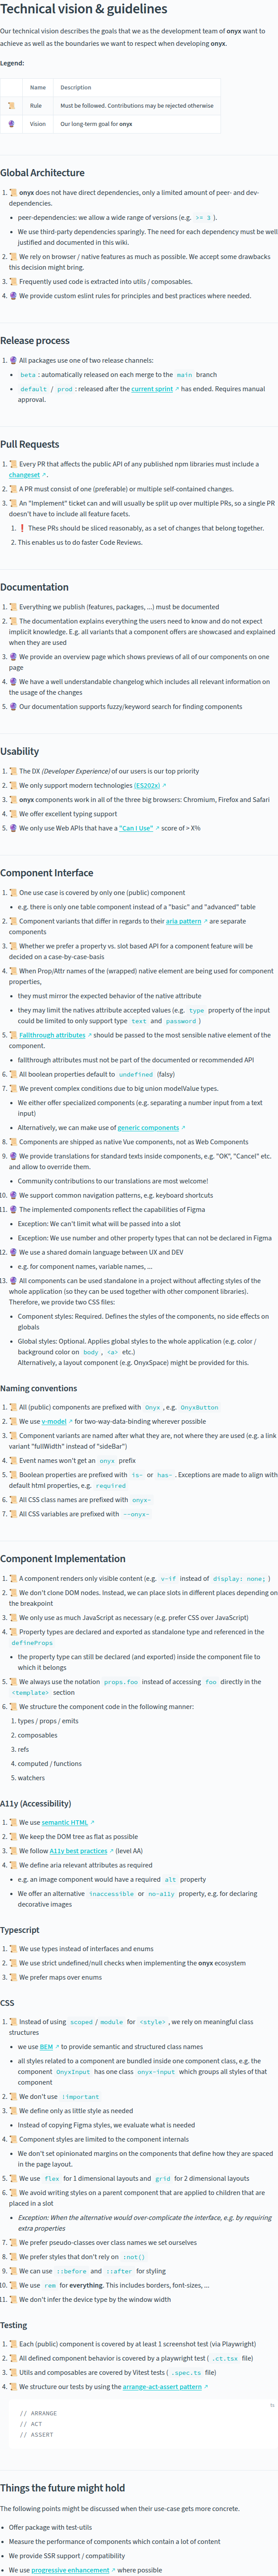 Technical vision & guidelines
Our technical vision describes the goals that we as the development team of onyx want to
achieve as well as the boundaries we want to respect when developing onyx.
Legend:
Name Description
📜 Rule Must be followed. Contributions may be rejected otherwise
🔮 Vision Our long-term goal for onyx
Global Architecture
1. 📜 onyx does not have direct dependencies, only a limited amount of peer- and dev-
dependencies:
• peer-dependencies: we allow a wide range of versions (e.g. >= 3 ).
• We use third-party dependencies sparingly. The need for each dependency must be well
justified and documented in this wiki.
2. 📜 We rely on browser / native features as much as possible. We accept some drawbacks
this decision might bring.
3. 📜 Frequently used code is extracted into utils / composables.
4. 🔮 We provide custom eslint rules for principles and best practices where needed.
Release process
1. 🔮 All packages use one of two release channels:
• beta : automatically released on each merge to the main branch
• default / prod : released after the current sprint ↗ has ended. Requires manual
approval.
Pull Requests
1. 📜 Every PR that affects the public API of any published npm libraries must include a
changeset ↗.
2. 📜 A PR must consist of one (preferable) or multiple self-contained changes.
3. 📜 An "Implement" ticket can and will usually be split up over multiple PRs, so a single PR
doesn't have to include all feature facets.
1. ❗ These PRs should be sliced reasonably, as a set of changes that belong together.
2. This enables us to do faster Code Reviews.
Documentation
1. 📜 Everything we publish (features, packages, ...) must be documented
2. 📜 The documentation explains everything the users need to know and do not expect
implicit knowledge. E.g. all variants that a component offers are showcased and explained
when they are used
3. 🔮 We provide an overview page which shows previews of all of our components on one
page
4. 🔮 We have a well understandable changelog which includes all relevant information on
the usage of the changes
5. 🔮 Our documentation supports fuzzy/keyword search for finding components
Usability
1. 📜 The DX (Developer Experience) of our users is our top priority
2. 📜 We only support modern technologies (ES202x) ↗
3. 📜 onyx components work in all of the three big browsers: Chromium, Firefox and Safari
4. 📜 We offer excellent typing support
5. 🔮 We only use Web APIs that have a "Can I Use" ↗ score of > X%
Component Interface
1. 📜 One use case is covered by only one (public) component
• e.g. there is only one table component instead of a "basic" and "advanced" table
2. 📜 Component variants that differ in regards to their aria pattern ↗ are separate
components
3. 📜 Whether we prefer a property vs. slot based API for a component feature will be
decided on a case-by-case-basis
4. 📜 When Prop/Attr names of the (wrapped) native element are being used for component
properties,
• they must mirror the expected behavior of the native attribute
• they may limit the natives attribute accepted values (e.g. type property of the input
could be limited to only support type text and password )
5. 📜 Fallthrough attributes ↗ should be passed to the most sensible native element of the
component.
• fallthrough attributes must not be part of the documented or recommended API
6. 📜 All boolean properties default to undefined (falsy)
7. 📜 We prevent complex conditions due to big union modelValue types.
• We either offer specialized components (e.g. separating a number input from a text
input)
• Alternatively, we can make use of generic components ↗
8. 📜 Components are shipped as native Vue components, not as Web Components
9. 🔮 We provide translations for standard texts inside components, e.g. "OK", "Cancel" etc.
and allow to override them.
• Community contributions to our translations are most welcome!
10. 🔮 We support common navigation patterns, e.g. keyboard shortcuts
11. 🔮 The implemented components reflect the capabilities of Figma
• Exception: We can't limit what will be passed into a slot
• Exception: We use number and other property types that can not be declared in Figma
12. 🔮 We use a shared domain language between UX and DEV
• e.g. for component names, variable names, ...
13. 🔮 All components can be used standalone in a project without affecting styles of the
whole application (so they can be used together with other component libraries).
Therefore, we provide two CSS files:
• Component styles: Required. Defines the styles of the components, no side effects on
globals
• Global styles: Optional. Applies global styles to the whole application (e.g. color /
background color on body , <a> etc.)
Alternatively, a layout component (e.g. OnyxSpace) might be provided for this.
Naming conventions
1. 📜 All (public) components are prefixed with Onyx , e.g. OnyxButton
2. 📜 We use v-model ↗ for two-way-data-binding wherever possible
3. 📜 Component variants are named after what they are, not where they are used (e.g. a link
variant "fullWidth" instead of "sideBar")
4. 📜 Event names won't get an onyx prefix
5. 📜 Boolean properties are prefixed with is- or has- . Exceptions are made to align with
default html properties, e.g. required
6. 📜 All CSS class names are prefixed with onyx-
7. 📜 All CSS variables are prefixed with --onyx-
Component Implementation
1. 📜 A component renders only visible content (e.g. v-if instead of display: none; )
2. 📜 We don't clone DOM nodes. Instead, we can place slots in different places depending on
the breakpoint
3. 📜 We only use as much JavaScript as necessary (e.g. prefer CSS over JavaScript)
4. 📜 Property types are declared and exported as standalone type and referenced in the
defineProps
• the property type can still be declared (and exported) inside the component file to
which it belongs
5. 📜 We always use the notation props.foo instead of accessing foo directly in the
<template> section
6. 📜 We structure the component code in the following manner:
1. types / props / emits
2. composables
3. refs
4. computed / functions
5. watchers
A11y (Accessibility)
1. 📜 We use semantic HTML ↗
2. 📜 We keep the DOM tree as flat as possible
3. 📜 We follow A11y best practices ↗ (level AA)
4. 📜 We define aria relevant attributes as required
• e.g. an image component would have a required alt property
• We offer an alternative inaccessible or no-a11y property, e.g. for declaring
decorative images
Typescript
1. 📜 We use types instead of interfaces and enums
2. 📜 We use strict undefined/null checks when implementing the onyx ecosystem
3. 📜 We prefer maps over enums
CSS
1. 📜 Instead of using scoped / module for <style> , we rely on meaningful class
structures
• we use BEM ↗ to provide semantic and structured class names
• all styles related to a component are bundled inside one component class, e.g. the
component OnyxInput has one class onyx-input which groups all styles of that
component
2. 📜 We don't use :important
3. 📜 We define only as little style as needed
• Instead of copying Figma styles, we evaluate what is needed
4. 📜 Component styles are limited to the component internals
• We don't set opinionated margins on the components that define how they are spaced
in the page layout.
5. 📜 We use flex for 1 dimensional layouts and grid for 2 dimensional layouts
6. 📜 We avoid writing styles on a parent component that are applied to children that are
placed in a slot
• Exception: When the alternative would over-complicate the interface, e.g. by requiring
extra properties
7. 📜 We prefer pseudo-classes over class names we set ourselves
8. 📜 We prefer styles that don't rely on :not()
9. 📜 We can use ::before and ::after for styling
10. 📜 We use rem for everything. This includes borders, font-sizes, ...
11. 📜 We don't infer the device type by the window width
Testing
1. 📜 Each (public) component is covered by at least 1 screenshot test (via Playwright)
2. 📜 All defined component behavior is covered by a playwright test ( .ct.tsx file)
3. 📜 Utils and composables are covered by Vitest tests ( .spec.ts file)
4. 📜 We structure our tests by using the arrange-act-assert pattern ↗
ts
// ARRANGE
// ACT
// ASSERT
Things the future might hold
The following points might be discussed when their use-case gets more concrete.
• Offer package with test-utils
• Measure the performance of components which contain a lot of content
• We provide SSR support / compatibility
• We use progressive enhancement ↗ where possible